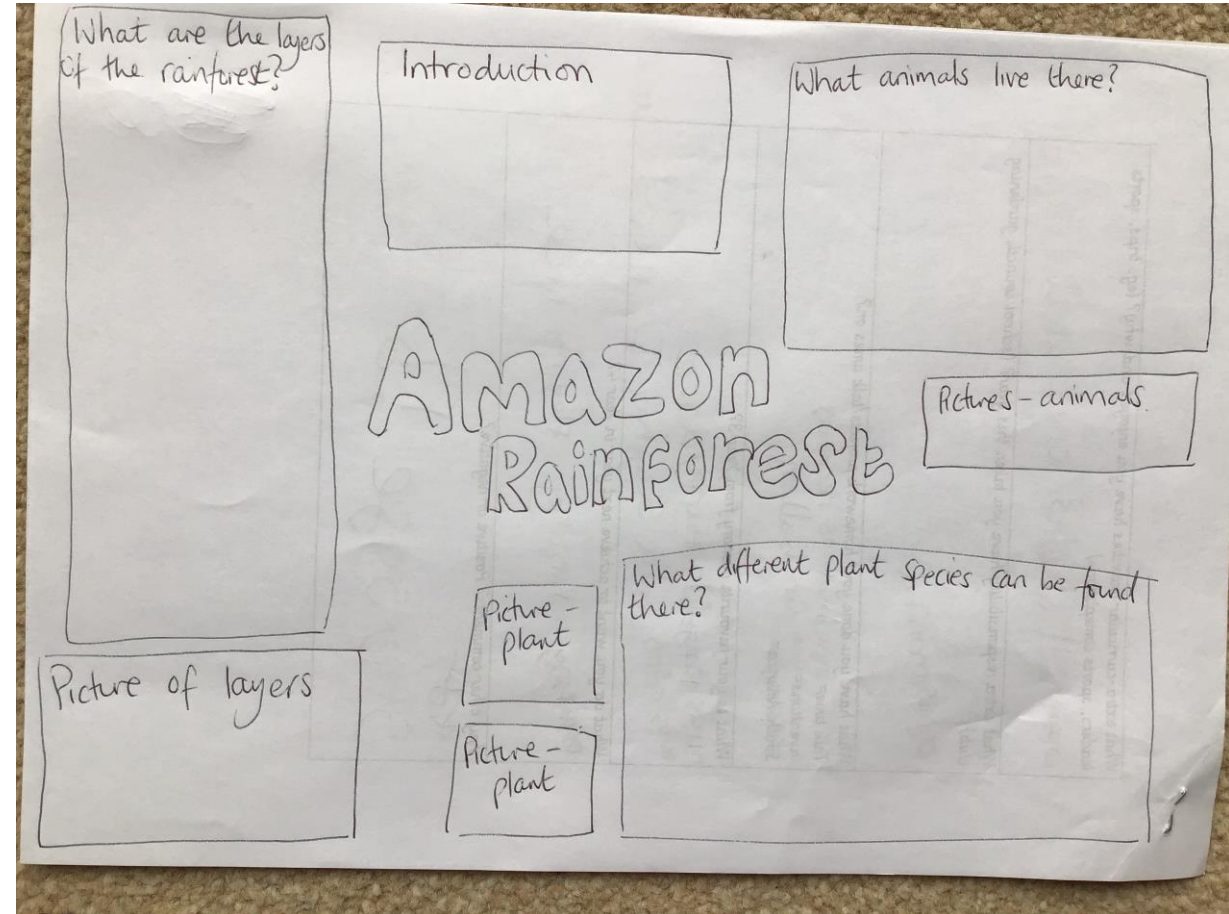 What are the layers
of the rainforest?
Introduction
What animals live there?
Amazon
Rainforest
Pictures - animals.
What different plant species can be found
there?
Picture -
plant
Picture -
plant
Picture of layers